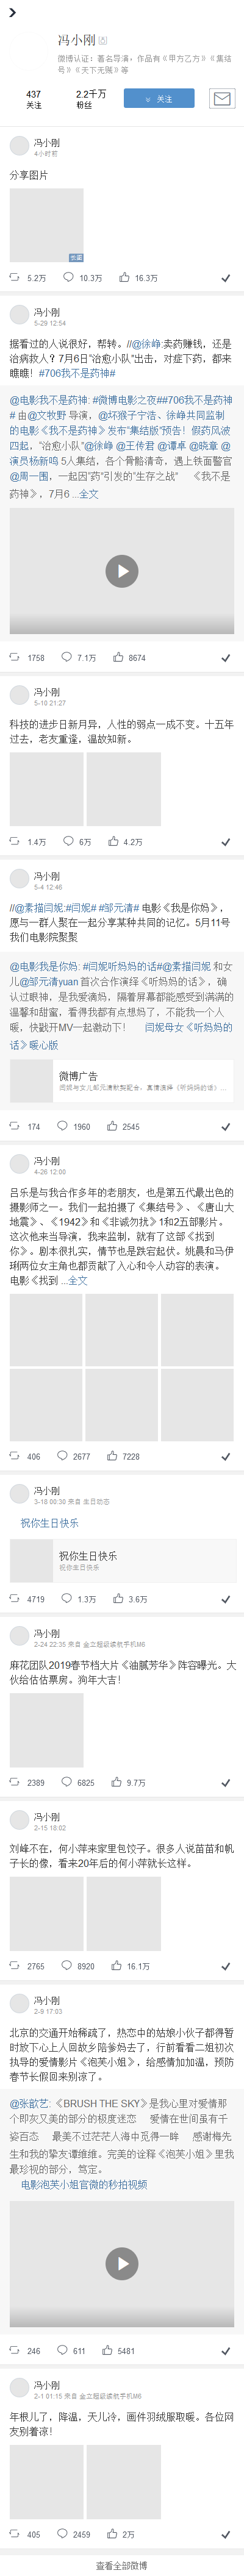 冯小刚
微博认证：著名导演，作品有《甲方乙方》《集结
号》《天下无贼》等
437
关注
2.2千万
粉丝
关注
冯小刚
4小时前
分享图片
长图
5.2万 10.3万 16.3万
冯小刚
5-29 12:54
据看过的人说很好，帮转。//@徐峥:卖药赚钱，还是
治病救人？7月6日"治愈小队"出击，对症下药，都来
瞧瞧！#706我不是药神#
@电影我不是药神: #微博电影之夜##706我不是药神
# 由@文牧野 导演，@坏猴子宁浩、徐峥共同监制
的电影《我不是药神》发布"集结版"预告！假药风波
四起，"治愈小队"@徐峥 @王传君 @谭卓 @晓章 @
演员杨新鸣 5人集结，各个骨骼清奇，遇上铁面警官
@周一围，一起因"药"引发的"生存之战" 《我不是
药神》，7月6 ...全文
1758 7.1万 8674
冯小刚
5-10 21:27
科技的进步日新月异，人性的弱点一成不变。十五年
过去，老友重逢，温故知新。
1.4万 6万 4.2万
冯小刚
5-4 12:46
//@素描闫妮:#闫妮# #邹元清# 电影《我是你妈》，
愿与一群人聚在一起分享某种共同的记忆。5月11号
我们电影院聚聚
@电影我是你妈: #闫妮听妈妈的话#@素描闫妮 和女
儿@邹元清yuan 首次合作演绎《听妈妈的话》，确
认过眼神，是我爱滴妈，隔着屏幕都能感受到满满的
温馨和甜蜜，看得我都有点想热了，不能我一个人
暖，快戳开MV一起邀动下！ 闫妮母女《听妈妈的
话》暖心版
微博广告
闫妮与女儿邹元清献契配合，真情演绎《听妈妈的话》...
174 1960 2545
冯小刚
4-26 12:00
吕乐是与我合作多年的老朋友，也是第五代最出色的
摄影师之一。我们一起拍摄了《集结号》、《唐山大
地震》、《1942》和《非诚勿扰》1和2五部影片。
这次他来当导演，我来监制，就有了这部《找到
你》。剧本很扎实，情节也是跌宕起伏。姚晨和马伊
琍两位女主角也都贡献了入心和令人动容的表演。
电影《找到 ...全文
406 2677 7228
冯小刚
3-18 00:30 来自 生日动态
祝你生日快乐
祝你生日快乐
祝你生日快乐
4719 1.3万 3.6万
冯小刚
2-24 22:35 来自 金立超级续航手机M6
麻花团队2019春节档大片《油腻芳华》阵容曝光。大
伙给估估票房。狗年大吉！
2389 6825 9.7万
冯小刚
2-15 18:02
刘峰不在，何小萍来家里包饺子。很多人说苗苗和帆
子长的像，看来20年后的何小萍就长这样。
2765 8920 16.1万
冯小刚
2-9 17:03
北京的交通开始稀疏了，热恋中的姑娘小伙子都得暂
时放下心上人回故乡陪爹妈去了，行前看看二姐初次
执导的爱情影片《泡芙小姐》，给感情加加温，预防
春节长假回来别凉了。
@张歆艺:《BRUSH THE SKY》是我心里对爱情那
个即灰又美的部分的极度迷恋 爱情在世间虽有千
姿百态 最美不过茫茫人海中觅得一眸 感谢梅先
生和我的挚友谭维维。完美的诠释《泡芙小姐》里我
最珍视的部分，笃定。
电影泡芙小姐官微的秒拍视频
246 611 5481
冯小刚
2-1 01:15 来自 金立超级续航手机M6
年根儿了，降温，天儿冷，画件羽绒服取暖。各位网
友别着凉！
405 2459 2万
查看全部微博